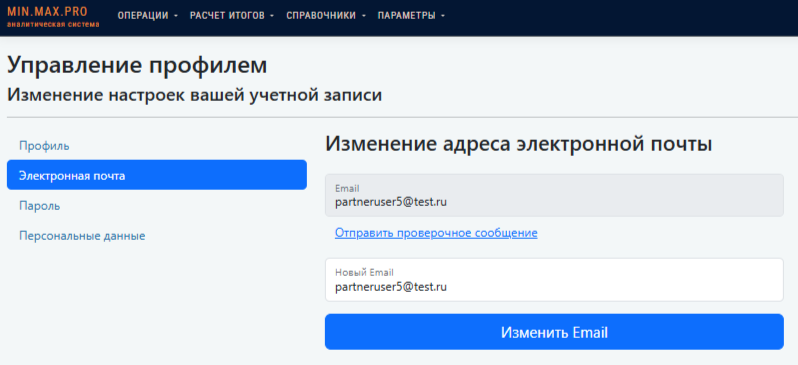 MIN.MAX.PRO
аналитическая система
ОПЕРАЦИИ РАСЧЕТ ИТОГОВ СПРАВОЧНИКИ ПАРАМЕТРЫ
Управление профилем
Изменение настроек вашей учетной записи
Профиль
Электронная почта
Пароль
Персональные данные
Изменение адреса электронной почты
Email
partneruser5@test.ru
Отправить проверочное сообщение
Новый Email
partneruser5@test.ru
Изменить Email